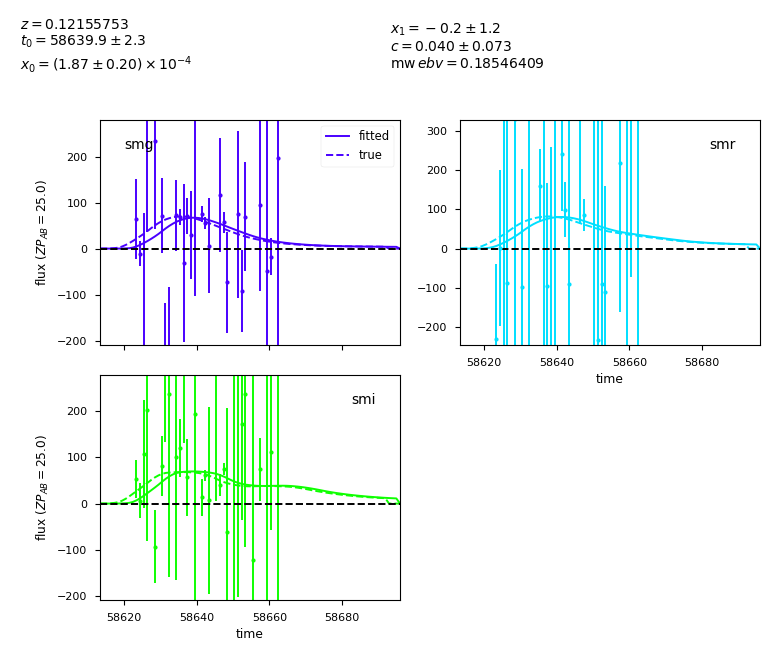 z = 0.12155753
t₀ = 58639.9 ± 2.3
x₀ = (1.87 ± 0.20) × 10⁻⁴
x₁ = −0.2 ± 1.2
c = 0.040 ± 0.073
mw ebv = 0.18546409
smg
fitted
true
200
100
0
−100
−200
flux (ZP_AB = 25.0)
smr
300
200
100
0
−100
−200
58620 58640 58660 58680
time
smi
200
100
0
−100
−200
flux (ZP_AB = 25.0)
58620 58640 58660 58680
time